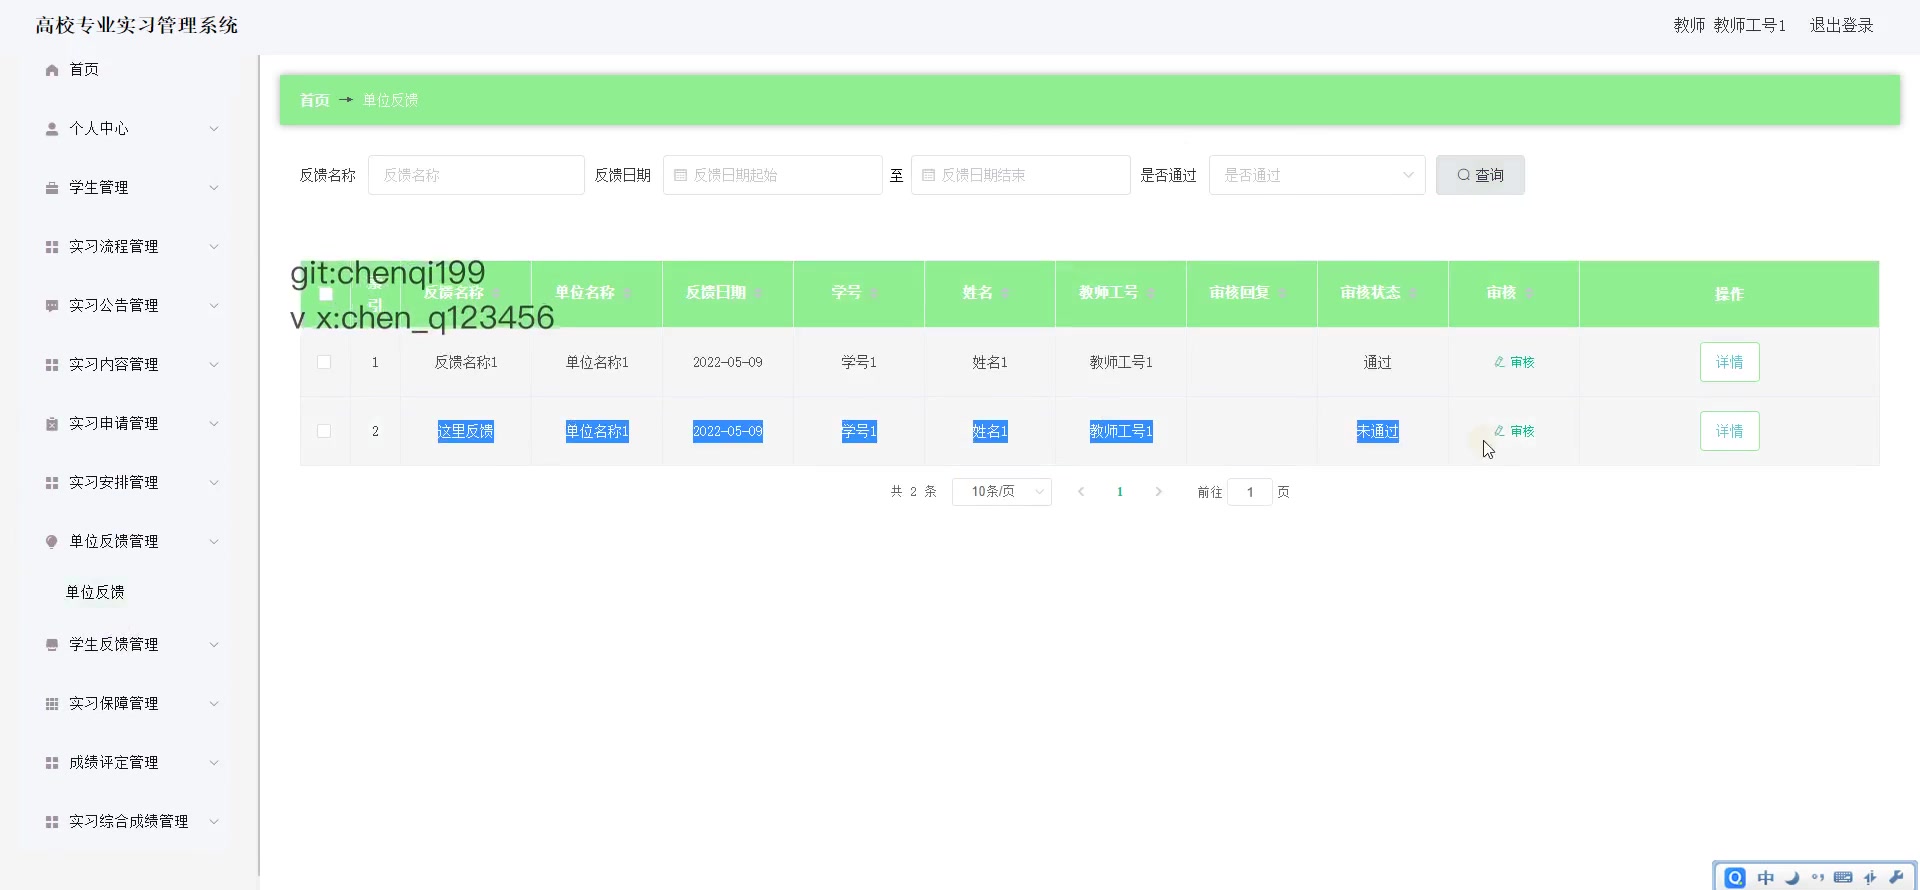 高校专业实习管理系统
教师 教师工号1 退出登录
首页
个人中心
学生管理
实习流程管理
实习公告管理
实习内容管理
实习申请管理
实习安排管理
单位反馈管理
单位反馈
学生反馈管理
实习保障管理
成绩评定管理
实习综合成绩管理
首页 → 单位反馈
反馈名称 反馈名称 反馈日期 反馈日期起始 至 反馈日期结束 是否通过 是否通过 查询
git:chenqi199
v x:chen_q123456
索引 反馈名称 单位名称 反馈日期 学号 姓名 教师工号 审核回复 审核状态 审核 操作
1 反馈名称1 单位名称1 2022-05-09 学号1 姓名1 教师工号1 通过 审核 详情
2 这里反馈 单位名称1 2022-05-09 学号1 姓名1 教师工号1 未通过 审核 详情
共 2 条 10条/页 1 前往 1 页
中